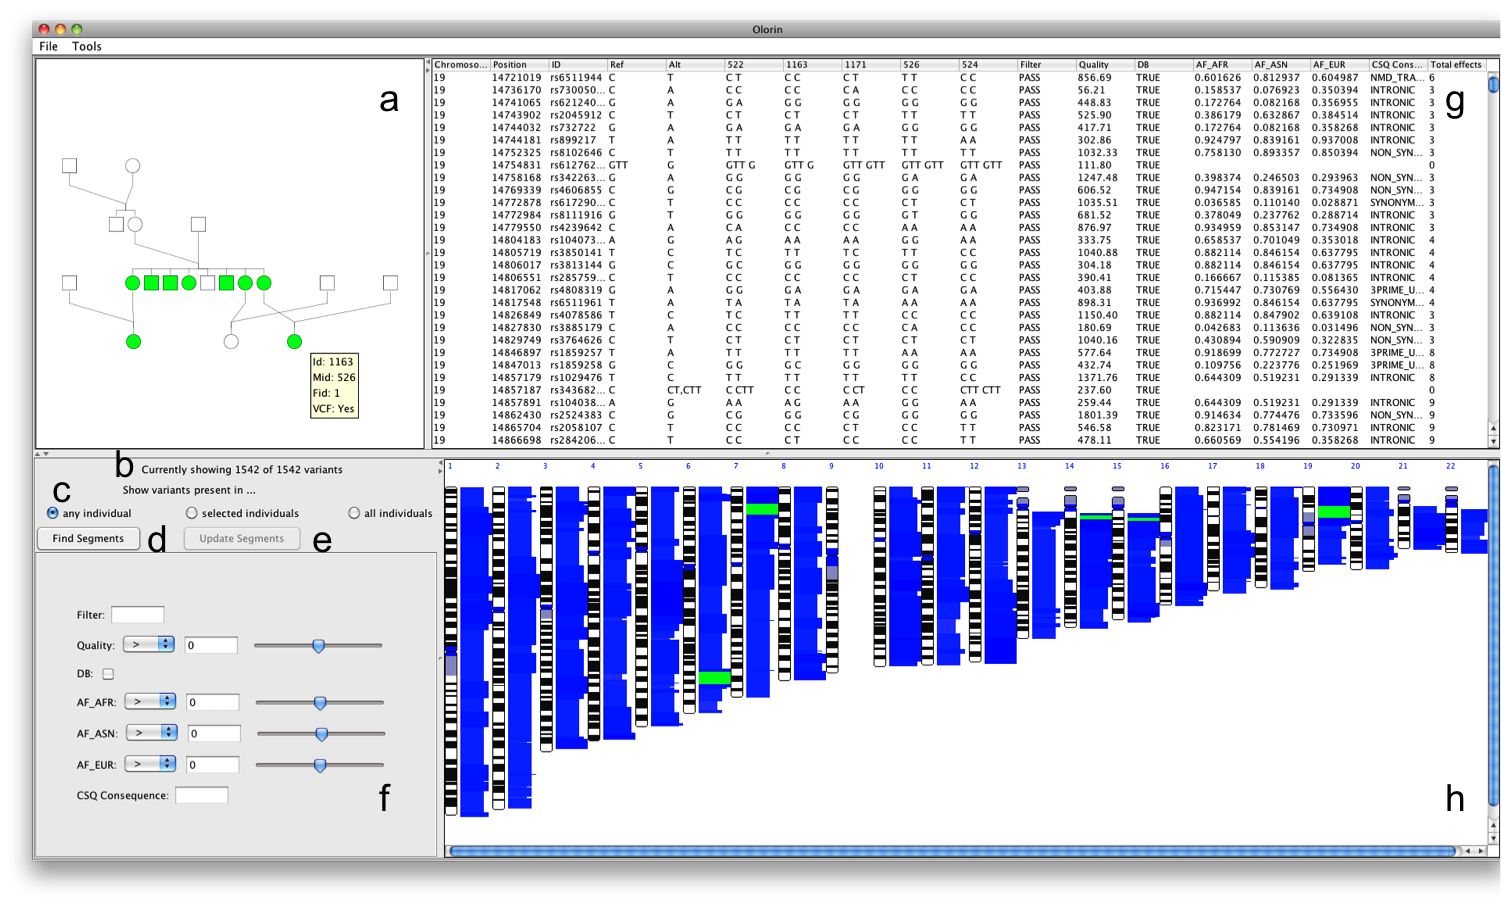 Olorin
File Tools
a
Id: 1163
Mid: 526
Fid: 1
VCF: Yes
Chromoso... Position ID Ref Alt 522 1163 1171 526 524 Filter Quality DB AF_AFR AF_ASN AF_EUR CSQ Cons... Total effects
19 14721019 rs6511944 C T C T C C C T T T C C PASS 856.69 TRUE 0.601626 0.812937 0.604987 NMD_TRA... 6
19 14736170 rs730050... C A C C C C C A C C C C PASS 56.21 TRUE 0.158537 0.076923 0.350394 INTRONIC 3
19 14741065 rs621240... G A G A G G G G G G G G PASS 448.83 TRUE 0.172764 0.082168 0.356955 INTRONIC 3
19 14743902 rs2045912 C T C T C T C T T T T T PASS 525.90 TRUE 0.386179 0.632867 0.384514 INTRONIC 3
19 14744032 rs732722 G A G A G A G A G G G G PASS 417.71 TRUE 0.172764 0.082168 0.358268 INTRONIC 3
19 14744181 rs899217 T A T T T T T T T T A A PASS 302.86 TRUE 0.924797 0.839161 0.937008 INTRONIC 3
19 14752325 rs8102646 C T T T T T T T T T T T PASS 1032.33 TRUE 0.758130 0.893357 0.850394 NON_SYN... 3
19 14754831 rs612762... GTT G GTT G GTT G GTT GTT GTT GTT GTT GTT PASS 111.80 TRUE 0
19 14758168 rs342263... G A G G G G G G G A G A PASS 1247.48 TRUE 0.398374 0.246503 0.293963 NON_SYN... 3
19 14769339 rs4606855 C G C G C G C G G G G G PASS 606.52 TRUE 0.947154 0.839161 0.734908 NON_SYN... 3
19 14772878 rs617290... C T C C C C C C C T C T PASS 1035.51 TRUE 0.036585 0.110140 0.028871 SYNONYM... 3
19 14772984 rs8111916 G T G G G G G G G T G G PASS 681.52 TRUE 0.378049 0.237762 0.288714 INTRONIC 3
19 14779550 rs4239642 C A C A C C C C A A A A PASS 876.97 TRUE 0.934959 0.853147 0.734908 INTRONIC 3
19 14804183 rs104073... A G A G A A A A G G A A PASS 333.75 TRUE 0.658537 0.701049 0.353018 INTRONIC 4
19 14805719 rs3850141 T C T C T T T C T T C C PASS 1040.88 TRUE 0.882114 0.846154 0.637795 INTRONIC 4
19 14806017 rs3813144 G C G C G G G G G G G G PASS 304.18 TRUE 0.882114 0.846154 0.637795 INTRONIC 4
19 14806551 rs285759... C T C C C C C C C T C C PASS 390.41 TRUE 0.166667 0.115385 0.081365 INTRONIC 4
19 14817062 rs4804319 G A G G G A G A G A G A PASS 403.88 TRUE 0.715447 0.730769 0.556430 3PRIME_U... 4
19 14817548 rs6511961 T A T A T A T A A A A A PASS 898.31 TRUE 0.936992 0.846154 0.637795 SYNONYM... 4
19 14826849 rs4078586 T C T C T T T T C C C C PASS 1150.40 TRUE 0.882114 0.847902 0.639108 INTRONIC 3
19 14827830 rs3885179 C A C C C C C C C A C C PASS 180.69 TRUE 0.042683 0.113636 0.031496 NON_SYN... 3
19 14829749 rs3764626 C T C T C T C T C T C C PASS 1040.16 TRUE 0.430894 0.590909 0.322835 INTRONIC 3
19 14846897 rs1859257 T A T T T T T T A A A A PASS 577.64 TRUE 0.918699 0.772727 0.734908 3PRIME_U... 8
19 14847013 rs1859258 G C G G G C G G G G G G PASS 432.74 TRUE 0.109756 0.223776 0.251969 3PRIME_U... 8
19 14857179 rs1029476 T C T T T T T T T T C C PASS 1371.76 TRUE 0.644309 0.519231 0.291339 INTRONIC 8
19 14857187 rs343682... C CT,CTT C CTT C C C CT C C CTT CTT PASS 237.60 TRUE 0
19 14857891 rs104038... A G A A A G A A G G A A PASS 259.44 TRUE 0.644309 0.519231 0.291339 INTRONIC 9
19 14862430 rs2524383 C G C G C G C G C G G G PASS 1801.39 TRUE 0.914634 0.774476 0.733596 NON_SYN... 9
19 14865704 rs2058107 C T C T C T C T C C T T PASS 546.58 TRUE 0.823171 0.781469 0.730971 INTRONIC 9
19 14866698 rs284206... C T C C C T C C C C T T PASS 478.11 TRUE 0.660569 0.554196 0.358268 INTRONIC 9
g
b Currently showing 1542 of 1542 variants
c Show variants present in ...
any individual selected individuals all individuals
Find Segments d Update Segments e
Filter:
Quality: > 0
DB:
AF_AFR: > 0
AF_ASN: > 0
AF_EUR: > 0
CSQ Consequence:
f
1 2 3 4 5 6 7 8 9 10 11 12 13 14 15 16 17 18 19 20 21 22
h